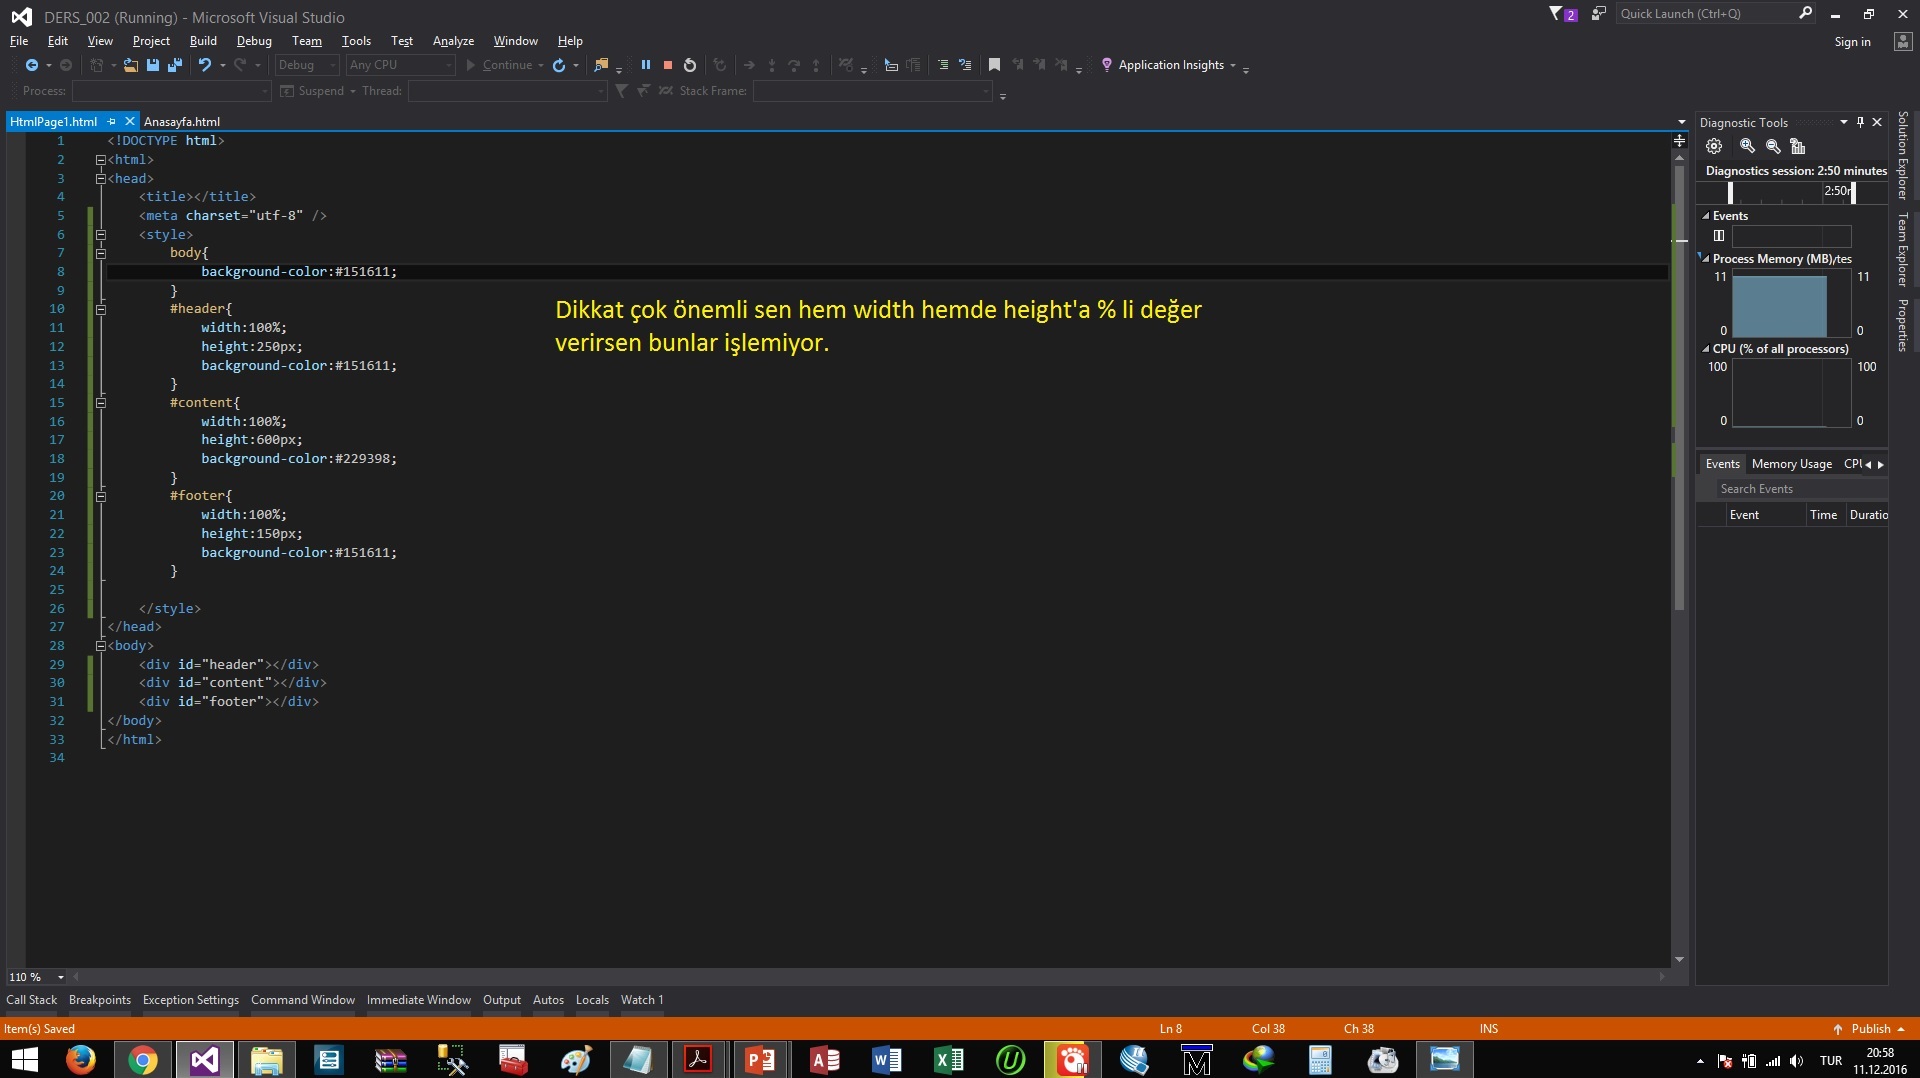 DERS_002 (Running) - Microsoft Visual Studio
2
Quick Launch (Ctrl+Q)
File Edit View Project Build Debug Team Tools Test Analyze Window Help
Sign in
Debug Any CPU Continue Application Insights
Process: Suspend Thread: Stack Frame:
HtmlPage1.html Anasayfa.html
1 <!DOCTYPE html>
2 <html>
3 <head>
4 <title></title>
5 <meta charset="utf-8" />
6 <style>
7 body{
8 background-color:#151611;
9 }
10 #header{
11 width:100%;
12 height:250px;
13 background-color:#151611;
14 }
15 #content{
16 width:100%;
17 height:600px;
18 background-color:#229398;
19 }
20 #footer{
21 width:100%;
22 height:150px;
23 background-color:#151611;
24 }
25
26 </style>
27 </head>
28 <body>
29 <div id="header"></div>
30 <div id="content"></div>
31 <div id="footer"></div>
32 </body>
33 </html>
34
Dikkat çok önemli sen hem width hemde height'a % li değer
verirsen bunlar işlemiyor.
Diagnostic Tools
Diagnostics session: 2:50 minutes
2:50
Events
Process Memory (MB)
11 11
0 0
CPU (% of all processors)
100 100
0 0
Events Memory Usage CPU
Search Events
Event Time Duratio
Solution Explorer
Team Explorer
Properties
110 %
Call Stack Breakpoints Exception Settings Command Window Immediate Window Output Autos Locals Watch 1
Item(s) Saved Ln 8 Col 38 Ch 38 INS Publish
TUR
20:58
11.12.2016